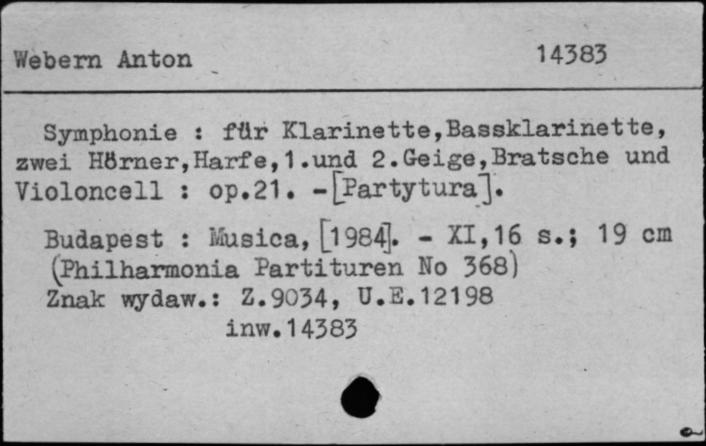 Webern Anton 14383
Symphonie : für Klarinette,Bassklarinette,
zwei Hörner,Harfe,1.und 2.Geige,Bratsche und
Violoncell : op.21. -[Partytura].
Budapest : Musica, [1984]. - XI,16 s.; 19 cm
(Philharmonia Partituren No 368)
Znak wydaw.: Z.9034, U.E.12198
inw.14383